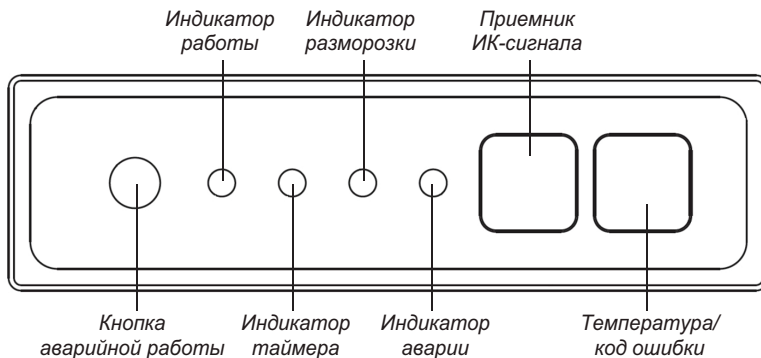 Индикатор
работы
Индикатор
разморозки
Приемник
ИК-сигнала
Кнопка
аварийной работы
Индикатор
таймера
Индикатор
аварии
Температура/
код ошибки